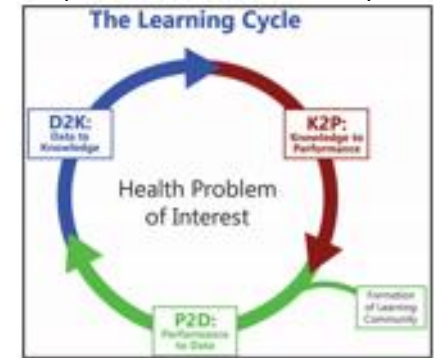 The Learning Cycle
D2K:
Data to
Knowledge
K2P:
Knowledge to
Performance
Health Problem
of Interest
Formation
of Learning
Community
P2D:
Performance
to Data